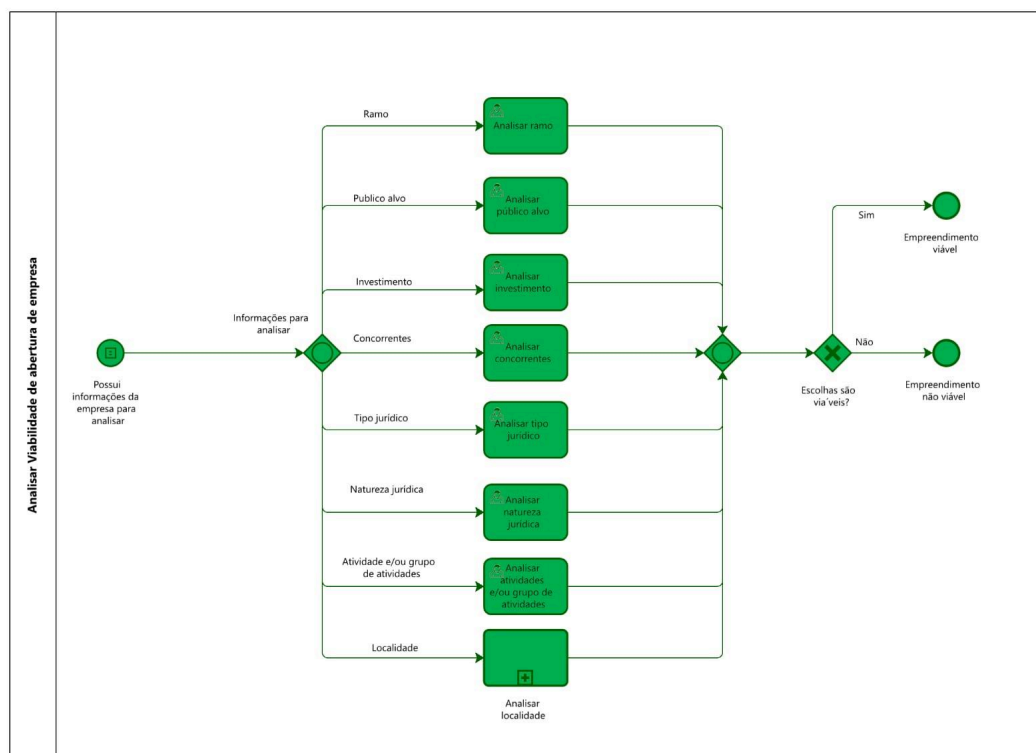 Analisar Viabilidade de abertura de empresa
Possui
informações da
empresa para
analisar
Informações para
analisar
Ramo
Analisar ramo
Publico alvo
Analisar
público alvo
Investimento
Analisar
investimento
Concorrentes
Analisar
concorrentes
Tipo jurídico
Analisar tipo
jurídico
Natureza jurídica
Analisar
natureza
jurídica
Atividade e/ou grupo
de atividades
Analisar
atividades
e/ou grupo de
atividades
Localidade
Analisar
localidade
Escolhas são
via´veis?
Sim
Empreendimento
viável
Não
Empreendimento
não viável